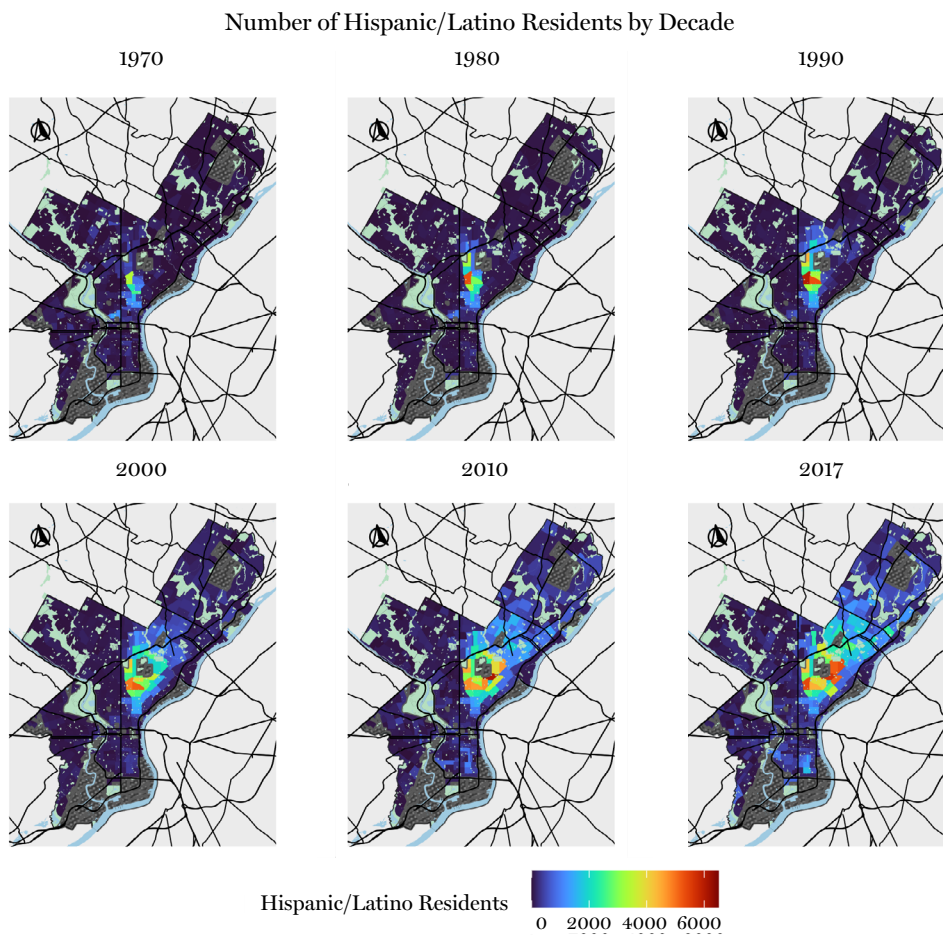 Number of Hispanic/Latino Residents by Decade
1970 1980 1990
2000 2010 2017
Hispanic/Latino Residents
0 2000 4000 6000